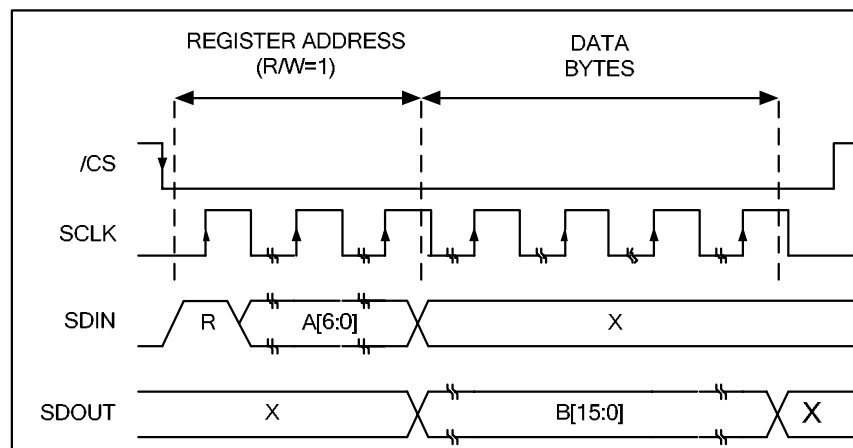 REGISTER ADDRESS
(R/W=1)
DATA
BYTES
/CS
SCLK
SDIN
R
A[6:0]
X
SDOUT
X
B[15:0]
X